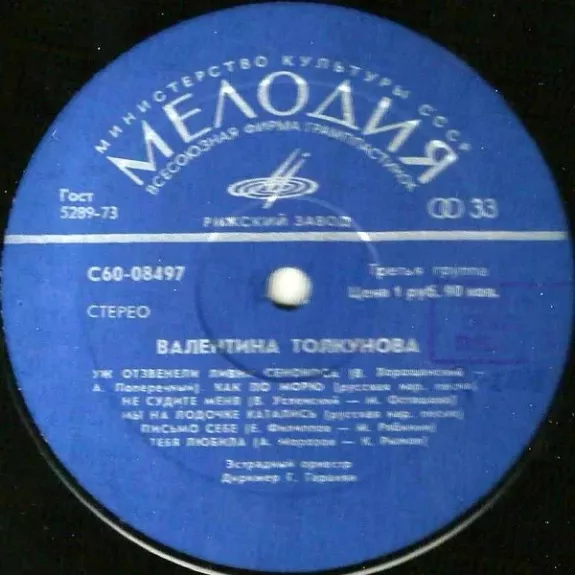 МИНИСТЕРСТВО КУЛЬТУРЫ СССР
МЕЛОДИЯ
ВСЕСОЮЗНАЯ ФИРМА ГРАМПЛАСТИНОК
Гост
5289-73
РИЖСКИЙ ЗАВОД
33
С60-08497
Третья группа
Цена 1 руб. 90 коп.
СТЕРЕО
ВАЛЕНТИНА ТОЛКУНОВА
УЖ ОТЗВЕНЕЛИ ЛИВНИ СЕНОКОСА (В.
А. Поперечный). КАК ПО МОРЮ (русская нар. песня)
НЕ СУДИТЕ МЕНЯ (В. Успенский —
МЫ НА ЛОДОЧКЕ КАТАЛИСЬ (русская нар. песня)
ПИСЬМО СЕБЕ (Е. — М. Рябинин)
ТЕБЯ ЛЮБИЛА (А. Морозов — К. Рыжов)
Эстрадный оркестр
Дирижер Г. Гаранян